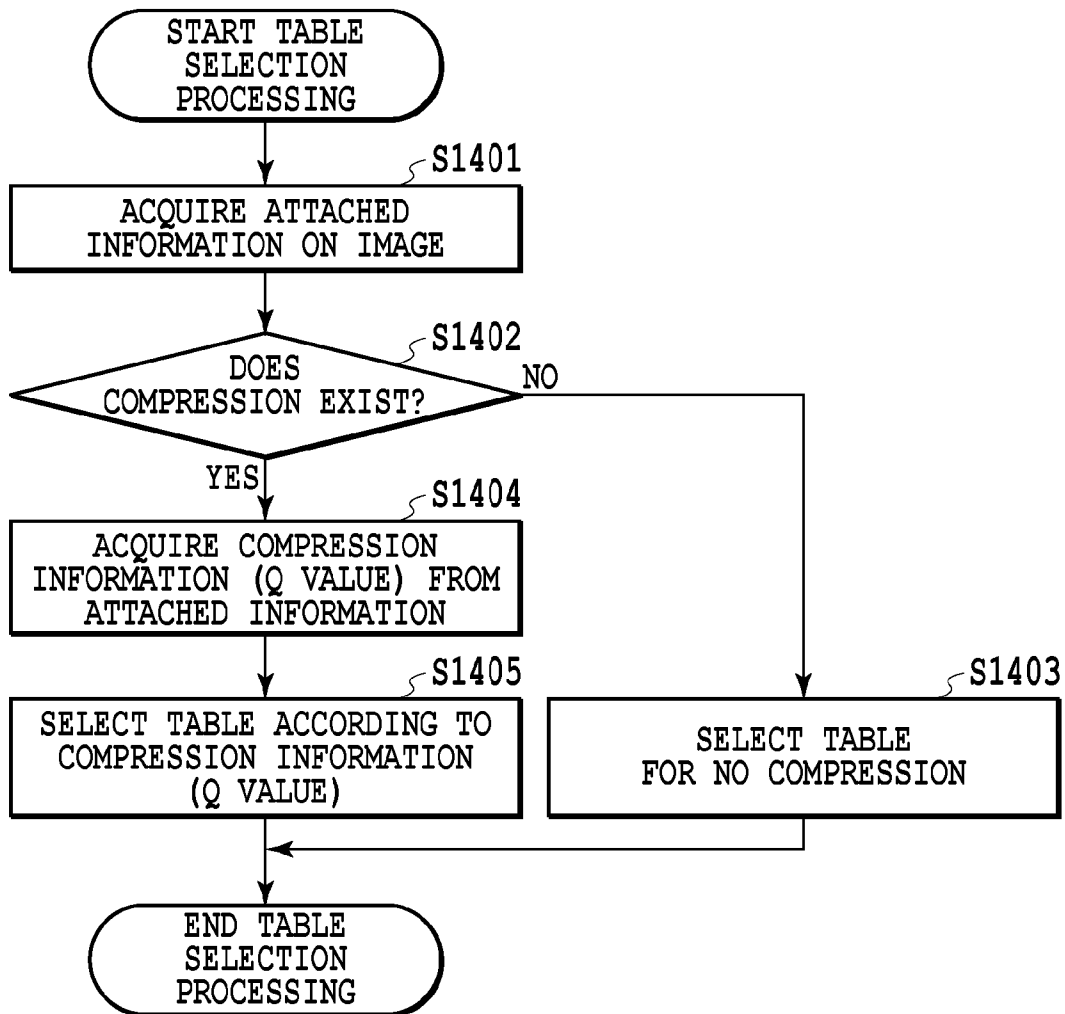 START TABLE
SELECTION
PROCESSING
S1401
ACQUIRE ATTACHED
INFORMATION ON IMAGE
S1402
DOES
COMPRESSION EXIST?
NO
YES
S1404
ACQUIRE COMPRESSION
INFORMATION (Q VALUE) FROM
ATTACHED INFORMATION
S1405
SELECT TABLE ACCORDING TO
COMPRESSION INFORMATION
(Q VALUE)
S1403
SELECT TABLE
FOR NO COMPRESSION
END TABLE
SELECTION
PROCESSING